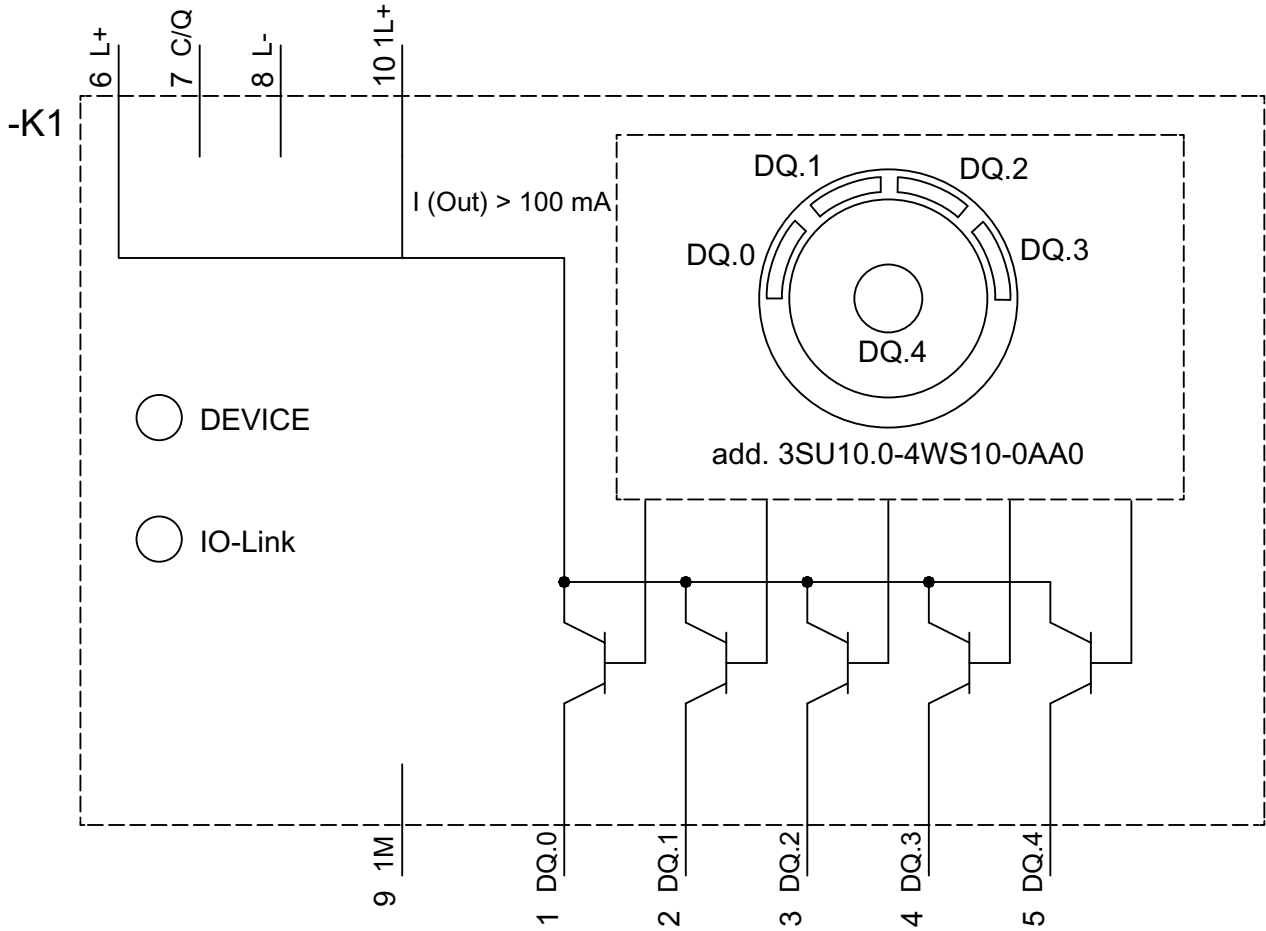 6 L+
7 C/Q
8 L-
10 1L+
-K1
I (Out) > 100 mA
DQ.1
DQ.2
DQ.0
DQ.3
DQ.4
add. 3SU10.0-4WS10-0AA0
DEVICE
IO-Link
9 1M
1 DQ.0
2 DQ.1
3 DQ.2
4 DQ.3
5 DQ.4